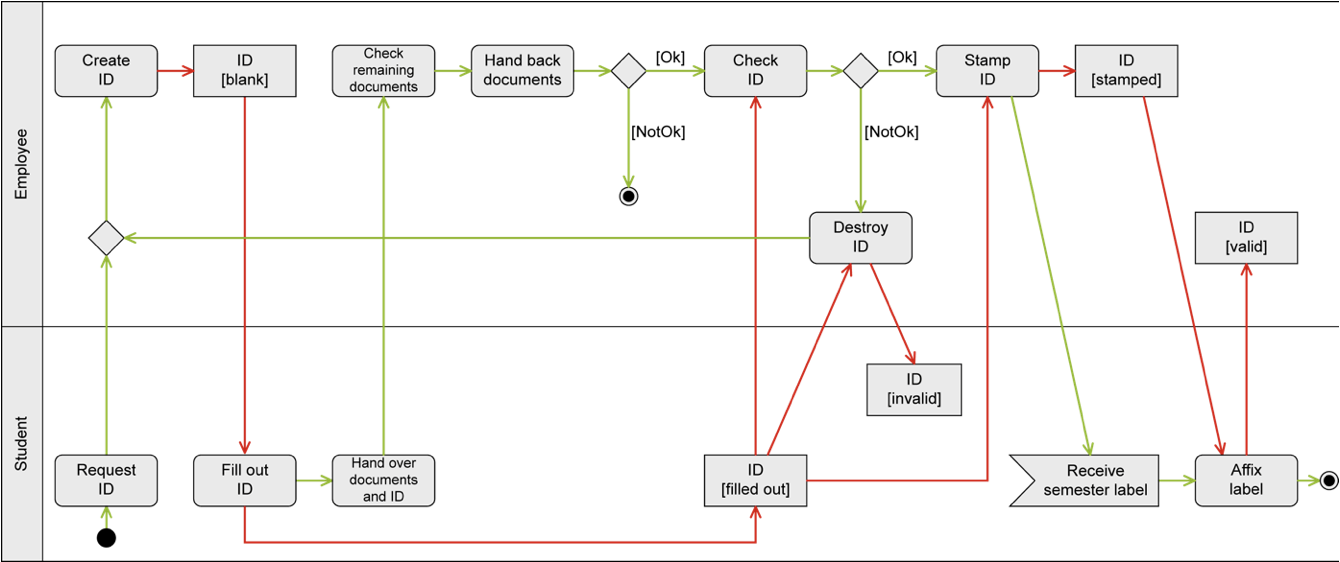 Employee
Create
ID
ID
[blank]
Check
remaining
documents
Hand back
documents
[Ok]
[NotOk]
Check
ID
[Ok]
[NotOk]
Stamp
ID
ID
[stamped]
Destroy
ID
ID
[valid]
Student
ID
[invalid]
Request
ID
Fill out
ID
Hand over
documents
and ID
ID
[filled out]
Receive
semester label
Affix
label